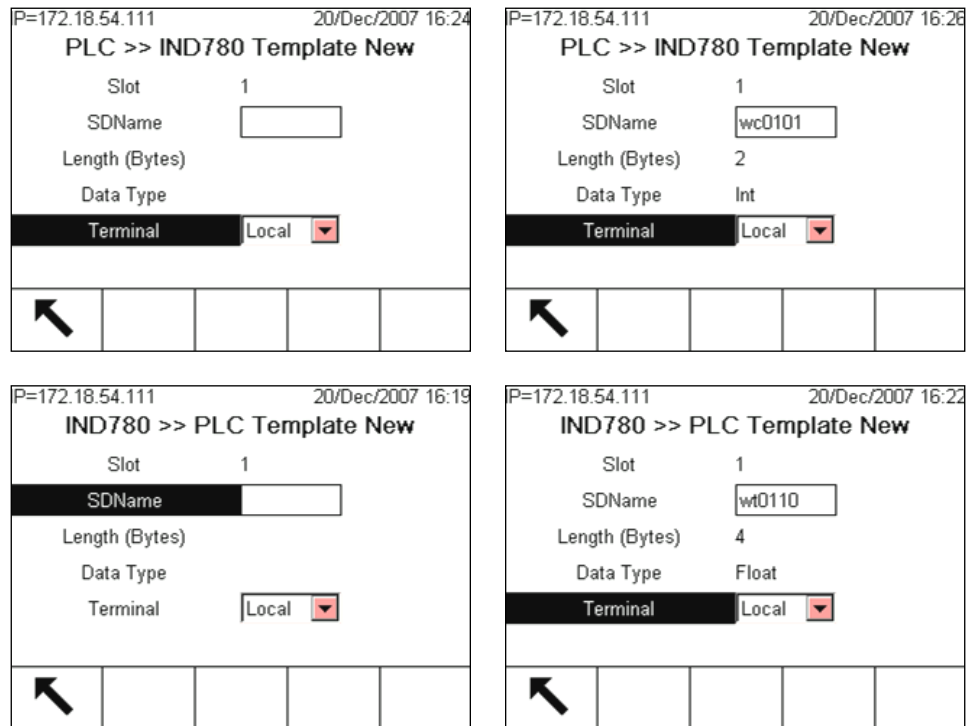 IP=172.18.54.111 20/Dec/2007 16:24
PLC >> IND780 Template New
Slot 1
SDName
Length (Bytes)
Data Type
Terminal Local
IP=172.18.54.111 20/Dec/2007 16:26
PLC >> IND780 Template New
Slot 1
SDName wc0101
Length (Bytes) 2
Data Type Int
Terminal Local
IP=172.18.54.111 20/Dec/2007 16:19
IND780 >> PLC Template New
Slot 1
SDName
Length (Bytes)
Data Type
Terminal Local
IP=172.18.54.111 20/Dec/2007 16:22
IND780 >> PLC Template New
Slot 1
SDName wt0110
Length (Bytes) 4
Data Type Float
Terminal Local